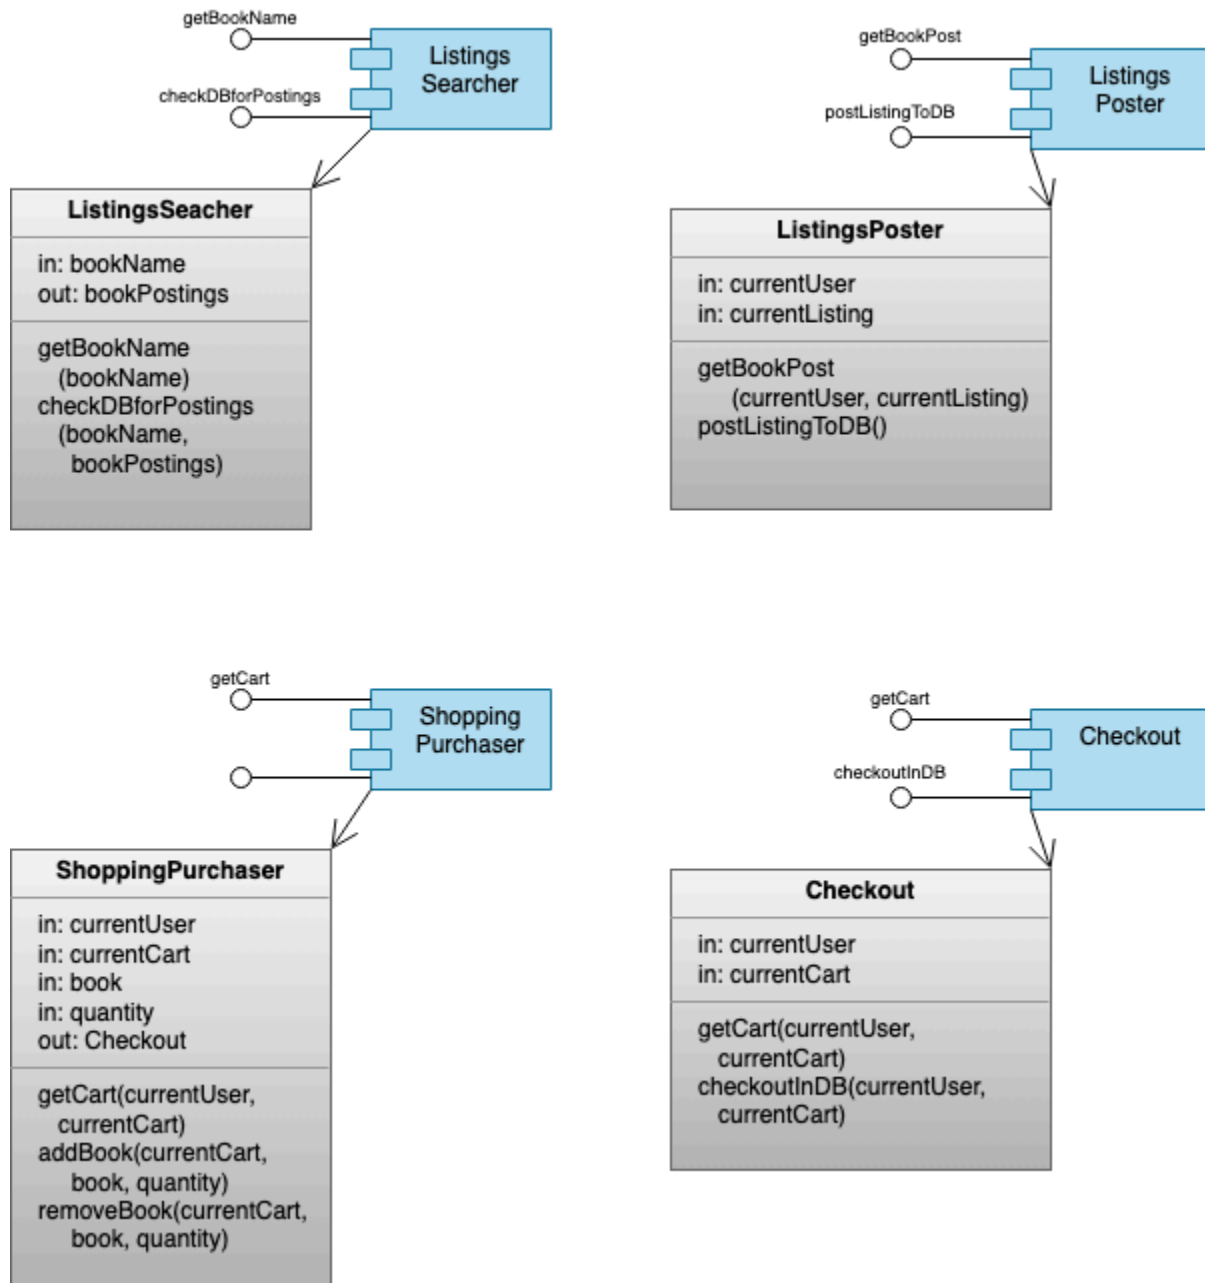 getBookName
Listings
Searcher
checkDBforPostings
ListingsSeacher
in: bookName
out: bookPostings
getBookName
(bookName)
checkDBforPostings
(bookName,
bookPostings)
getBookPost
Listings
Poster
postListingToDB
ListingsPoster
in: currentUser
in: currentListing
getBookPost
(currentUser, currentListing)
postListingToDB()
getCart
Shopping
Purchaser
ShoppingPurchaser
in: currentUser
in: currentCart
in: book
in: quantity
out: Checkout
getCart(currentUser,
currentCart)
addBook(currentCart,
book, quantity)
removeBook(currentCart,
book, quantity)
getCart
Checkout
checkoutInDB
Checkout
in: currentUser
in: currentCart
getCart(currentUser,
currentCart)
checkoutInDB(currentUser,
currentCart)